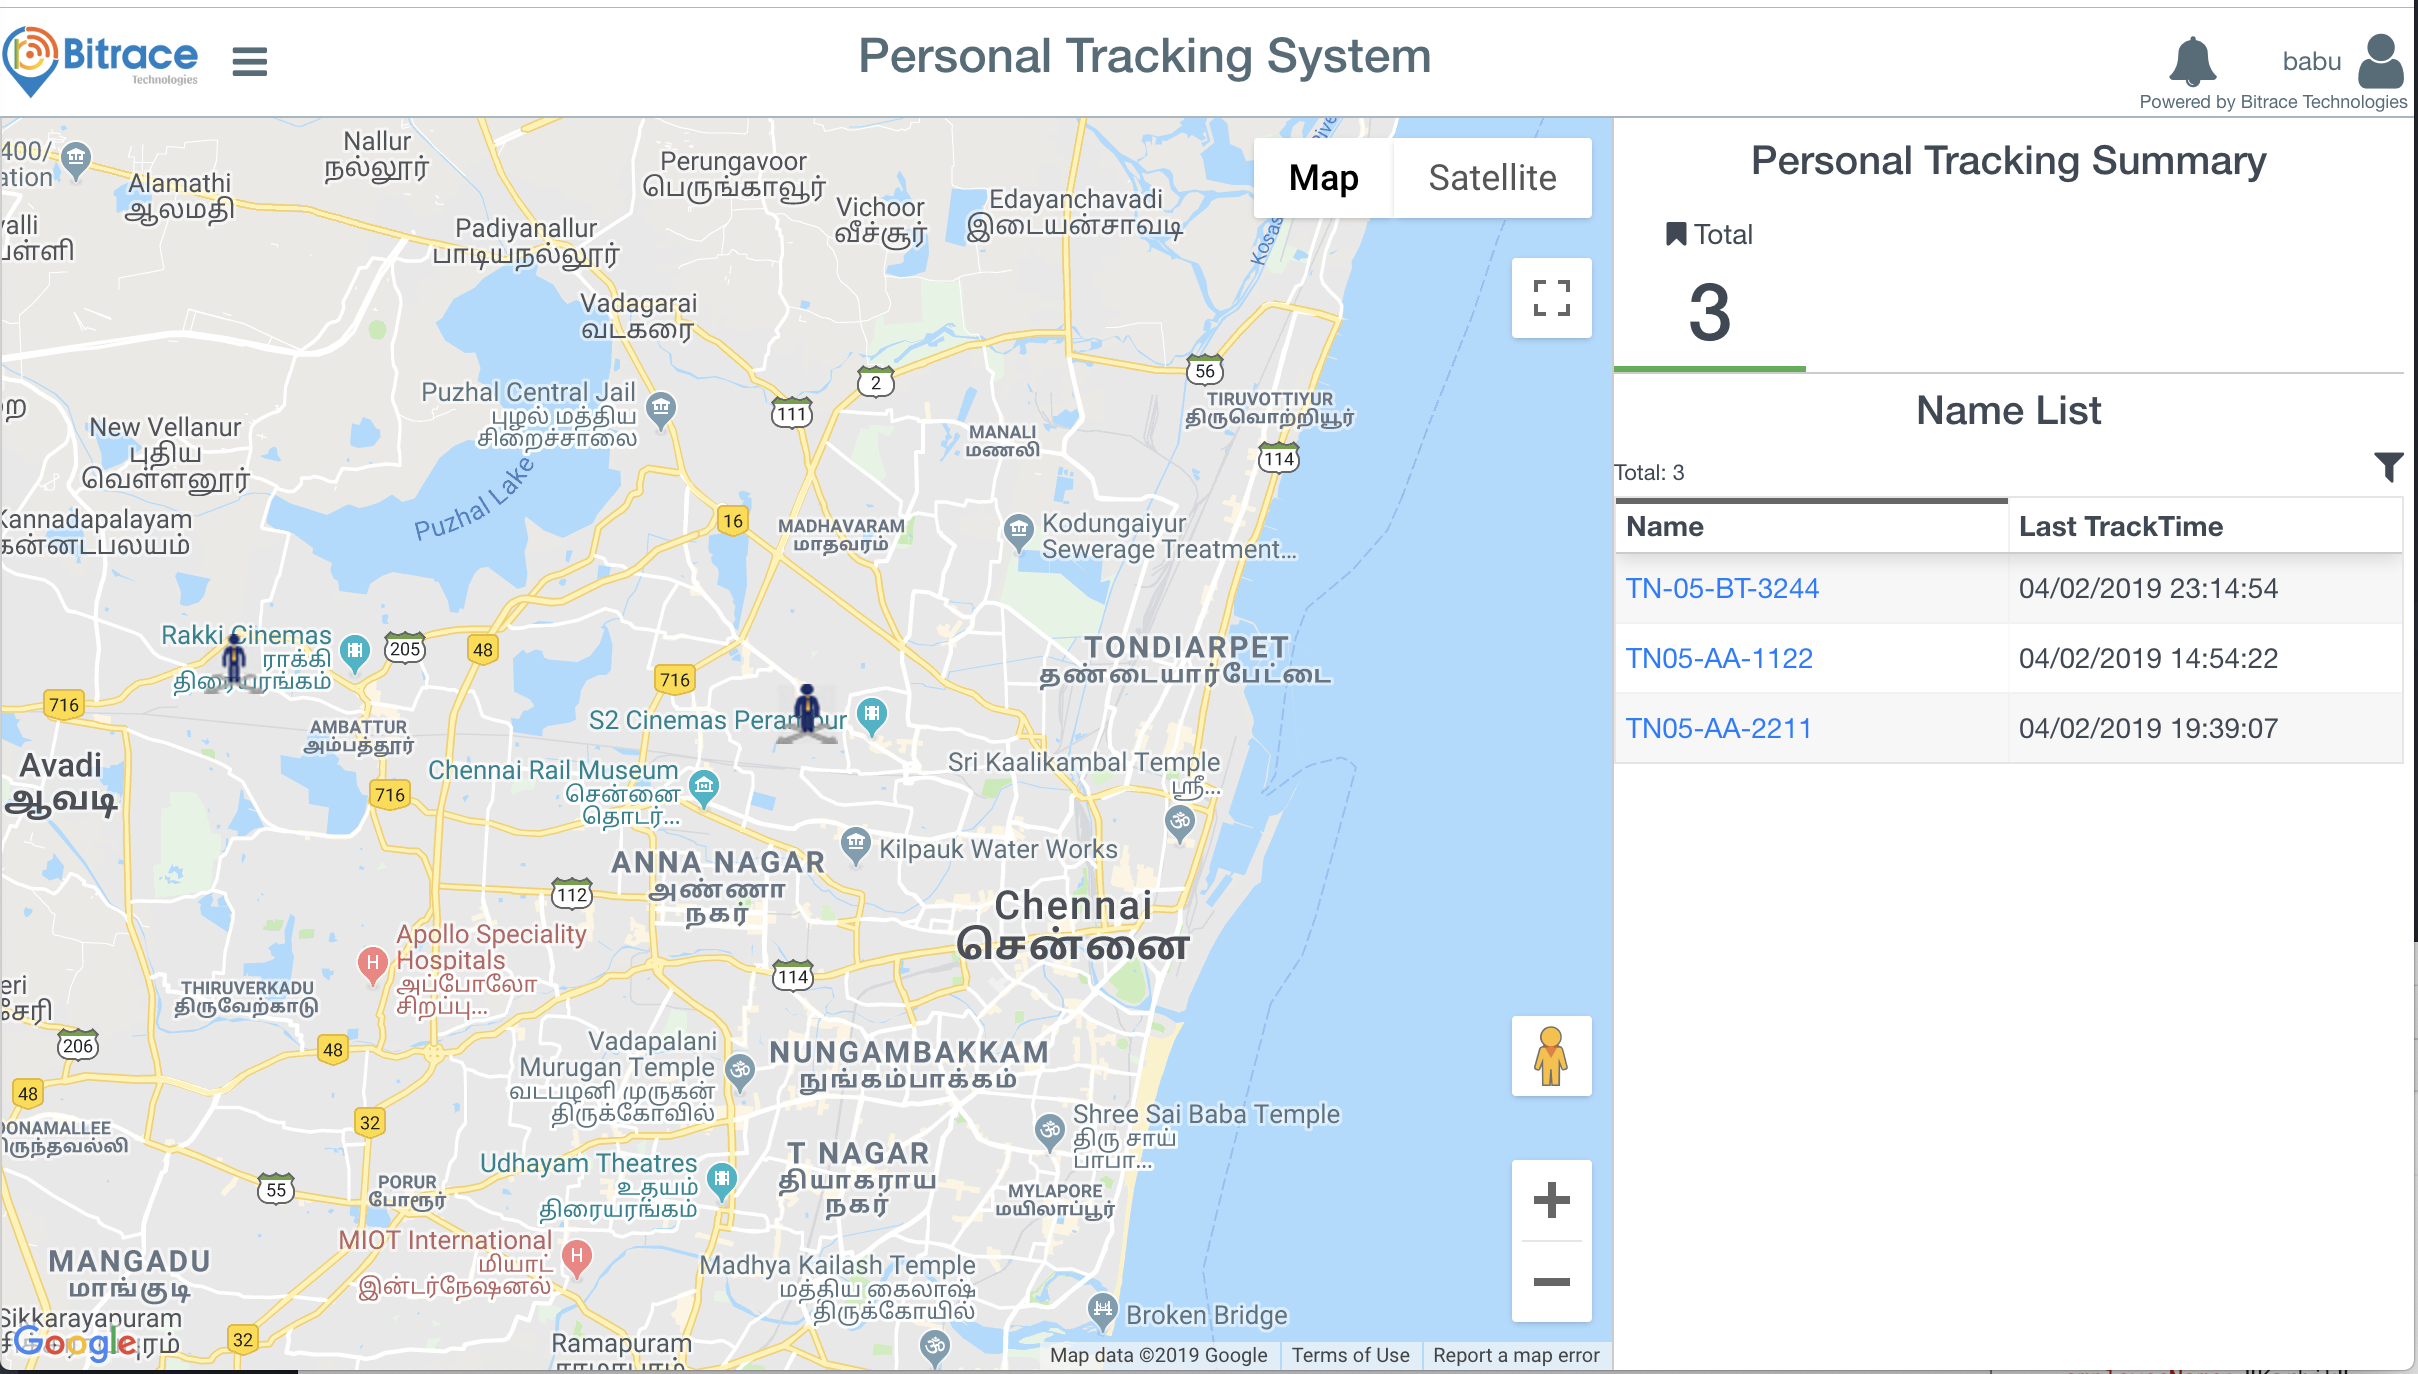 Bitrace
Technologies
Personal Tracking System
babu
Powered by Bitrace Technologies
Map
Satellite
400/
ation
Nallur
நல்லூர்
Alamathi
ஆலமதி
Perungavoor
பெருங்காவூர்
Vichoor
வீச்சூர்
Edayanchavadi
இடையன்சாவடி
Padiyanallur
பாடியநல்லூர்
Vadagarai
வடகரை
Puzhal Central Jail
புழல் மத்திய
சிறைச்சாலை
2
56
111
TIRUVOTTIYUR
திருவொற்றியூர்
114
MANALI
மணலி
New Vellanur
புதிய
வெள்ளனூர்
Puzhal Lake
Kannadapalayam
கன்னடபலயம்
16
MADHAVARAM
மாதவரம்
Kodungaiyur
Sewerage Treatment...
Rakki Cinemas
ராக்கி
திரையரங்கம்
205
48
716
716
TONDIARPET
தண்டையார்பேட்டை
S2 Cinemas Perambur
AMBATTUR
அம்பத்தூர்
Avadi
ஆவடி
716
Chennai Rail Museum
சென்னை
தொடர்...
Sri Kaalikambal Temple
ஸ்ரீ...
Kilpauk Water Works
ANNA NAGAR
அண்ணா
நகர்
112
Chennai
சென்னை
Apollo Speciality
Hospitals
அப்போலோ
சிறப்பு...
114
THIRUVERKADU
திருவேற்காடு
206
48
48
Vadapalani
Murugan Temple
வடபழனி முருகன்
திருக்கோவில்
NUNGAMBAKKAM
நுங்கம்பாக்கம்
32
Shree Sai Baba Temple
திரு சாய்
பாபா...
T NAGAR
தியாகராய
நகர்
Udhayam Theatres
உதயம்
திரையரங்கம்
55
PORUR
போரூர்
MYLAPORE
மயிலாப்பூர்
MIOT International
மியாட்
இன்டர்நேஷனல்
MANGADU
மாங்குடி
Madhya Kailash Temple
மத்திய கைலாஷ்
திருக்கோயில்
Broken Bridge
Sikkarayapuram
Google
32
Ramapuram
Map data ©2019 Google
Terms of Use
Report a map error
Personal Tracking Summary
Total
3
Name List
Total: 3
Name Last TrackTime
TN-05-BT-3244 04/02/2019 23:14:54
TN05-AA-1122 04/02/2019 14:54:22
TN05-AA-2211 04/02/2019 19:39:07